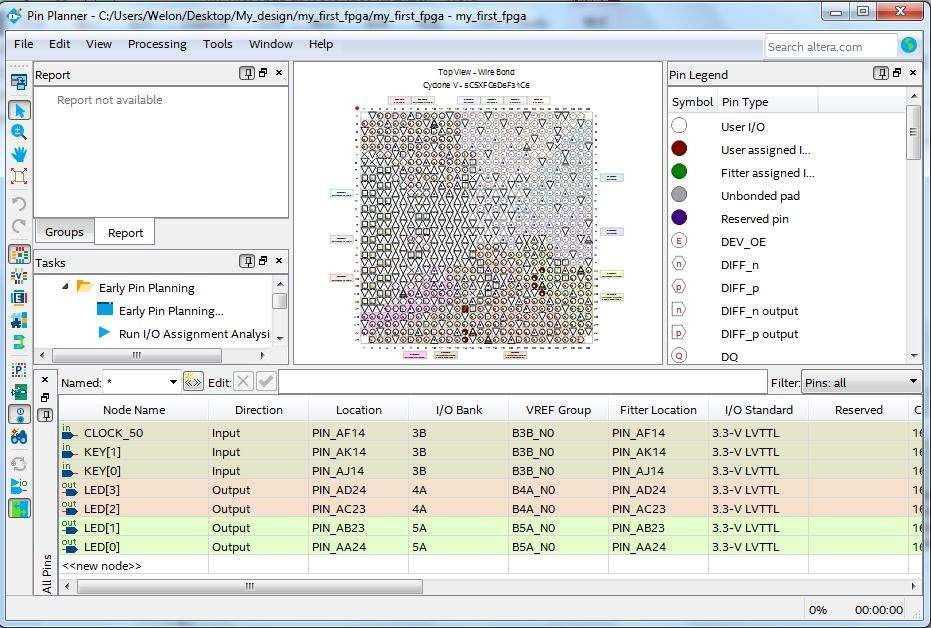 Pin Planner - C:/Users/Welon/Desktop/My_design/my_first_fpga/my_first_fpga - my_first_fpga
File Edit View Processing Tools Window Help
Search altera.com
Report
Report not available
Groups Report
Tasks
Early Pin Planning
Early Pin Planning...
Run I/O Assignment Analysi
Top View - Wire Bond
Cyclone V - 5CSXFC6D6F31C6
Pin Legend
Symbol Pin Type
User I/O
User assigned I...
Fitter assigned I...
Unbonded pad
Reserved pin
E DEV_OE
n DIFF_n
p DIFF_p
n DIFF_n output
p DIFF_p output
Q DQ
Named: * Edit: Filter: Pins: all
Node Name Direction Location I/O Bank VREF Group Fitter Location I/O Standard Reserved C
in CLOCK_50 Input PIN_AF14 3B B3B_N0 PIN_AF14 3.3-V LVTTL 16
in KEY[1] Input PIN_AK14 3B B3B_N0 PIN_AK14 3.3-V LVTTL 16
in KEY[0] Input PIN_AJ14 3B B3B_N0 PIN_AJ14 3.3-V LVTTL 16
out LED[3] Output PIN_AD24 4A B4A_N0 PIN_AD24 3.3-V LVTTL 16
out LED[2] Output PIN_AC23 4A B4A_N0 PIN_AC23 3.3-V LVTTL 16
out LED[1] Output PIN_AB23 5A B5A_N0 PIN_AB23 3.3-V LVTTL 16
out LED[0] Output PIN_AA24 5A B5A_N0 PIN_AA24 3.3-V LVTTL 16
<<new node>>
All Pins
0% 00:00:00